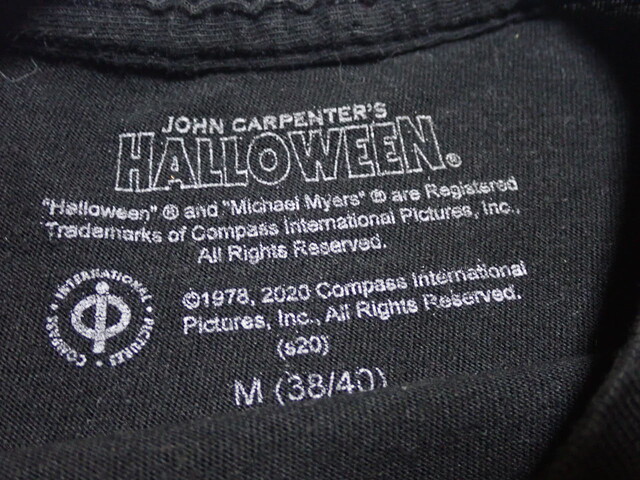 JOHN CARPENTER'S
HALLOWEEN®
"Halloween" ® and "Michael Myers" ® are Registered
Trademarks of Compass International Pictures, Inc.,
All Rights Reserved.
COMPASS • INTERNATIONAL • PICTURES •
©1978, 2020 Compass International
Pictures, Inc., All Rights Reserved.
(s20)
M (38/40)